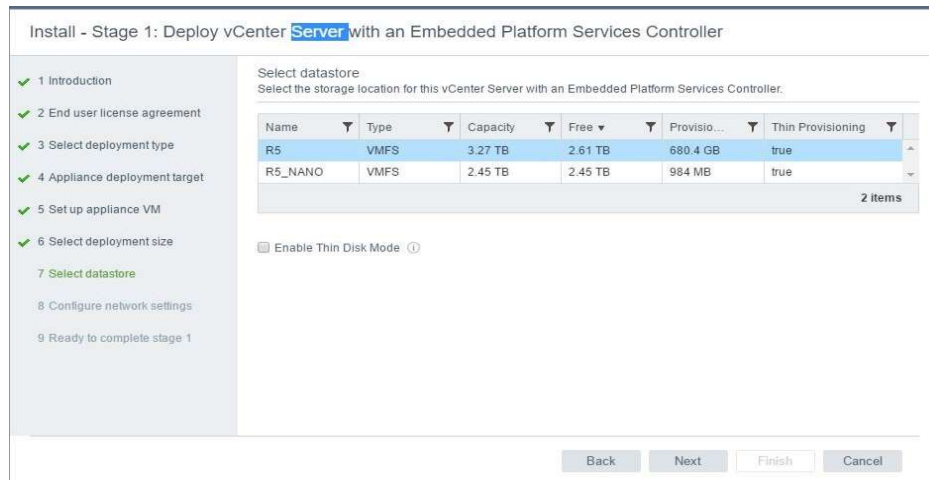 Install - Stage 1: Deploy vCenter Server with an Embedded Platform Services Controller
1 Introduction
2 End user license agreement
3 Select deployment type
4 Appliance deployment target
5 Set up appliance VM
6 Select deployment size
7 Select datastore
8 Configure network settings
9 Ready to complete stage 1
Select datastore
Select the storage location for this vCenter Server with an Embedded Platform Services Controller.
Name Type Capacity Free Provisio... Thin Provisioning
R5 VMFS 3.27 TB 2.61 TB 680.4 GB true
R5_NANO VMFS 2.45 TB 2.45 TB 984 MB true
2 items
Enable Thin Disk Mode
Back Next Finish Cancel